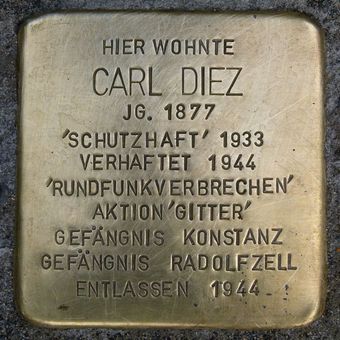 HIER WOHNTE
CARL DIEZ
JG. 1877
'SCHUTZHAFT' 1933
VERHAFTET 1944
'RUNDFUNKVERBRECHEN'
AKTION 'GITTER'
GEFÄNGNIS KONSTANZ
GEFÄNGNIS RADOLFZELL
ENTLASSEN 1944